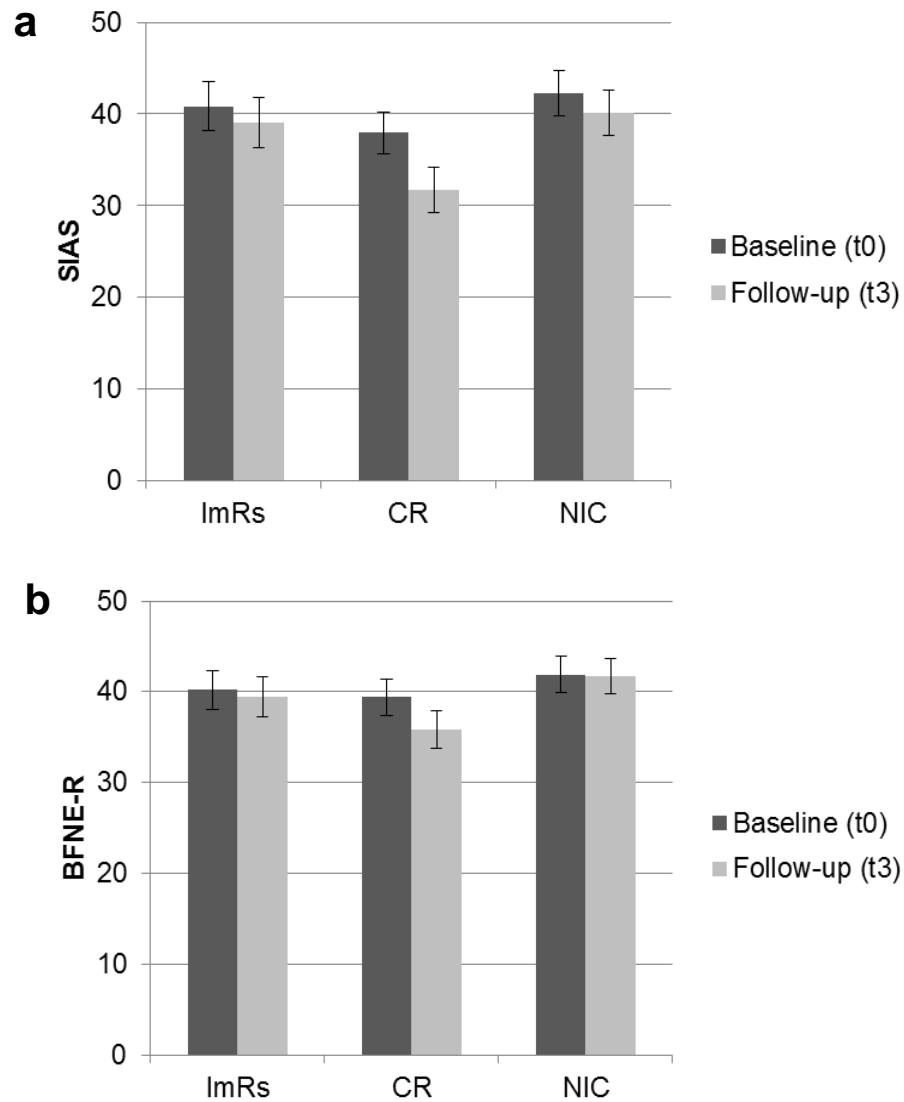 a
50
40
30
20
10
0
SIAS
ImRs CR NIC
Baseline (t0)
Follow-up (t3)
b
50
40
30
20
10
0
BFNE-R
ImRs CR NIC
Baseline (t0)
Follow-up (t3)